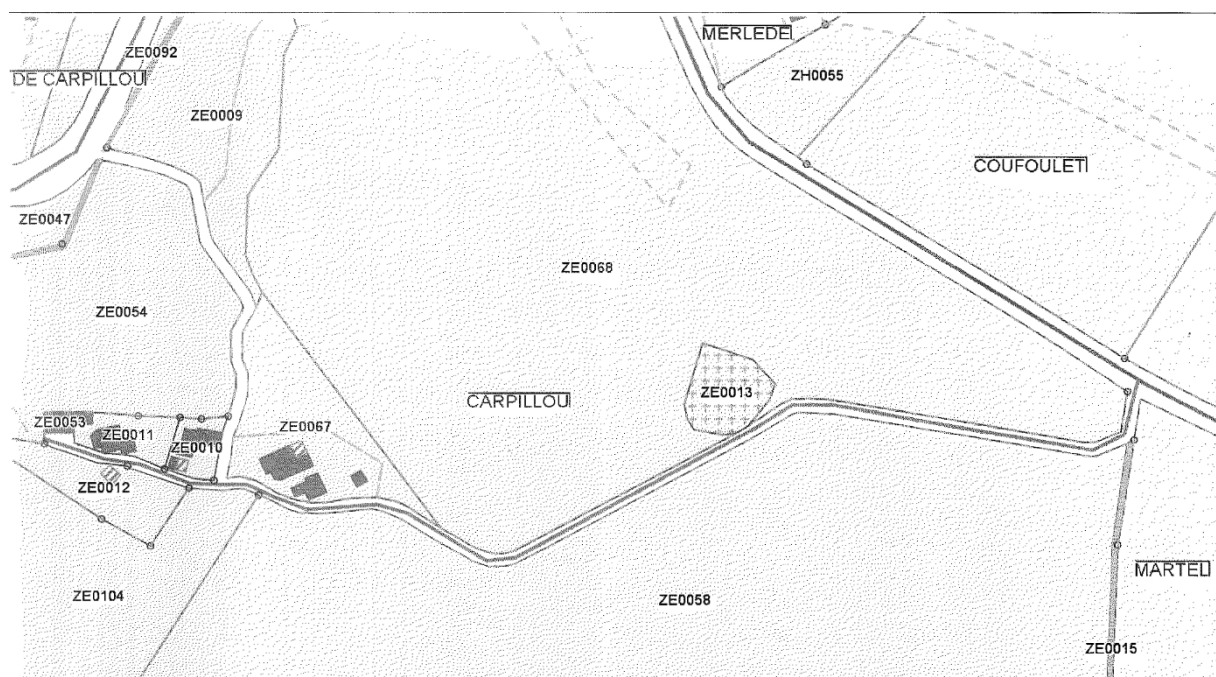 MERLEDE
ZE0092
DE CARPILLOU
ZH0055
ZE0009
COUFOULET
ZE0047
ZE0068
ZE0054
ZE0013
CARPILLOU
ZE0053
ZE0067
ZE0011
ZE0010
ZE0012
MARTEL
ZE0104
ZE0058
ZE0015